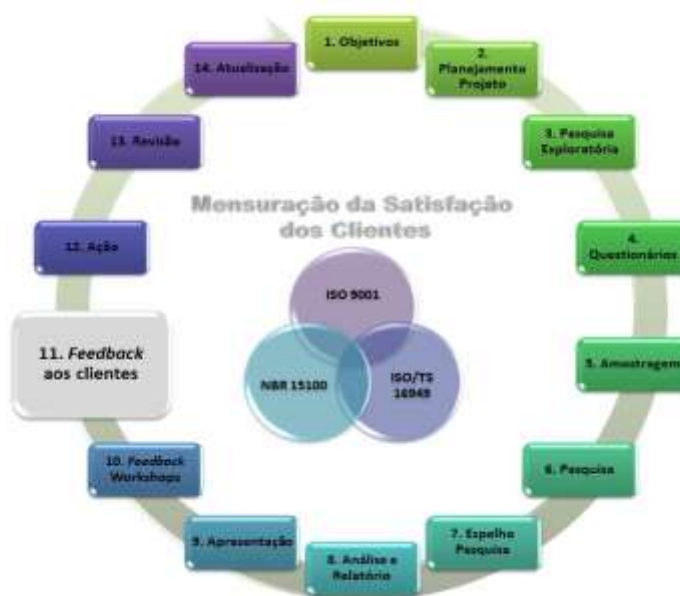 1. Objetivos
2.
Planejamento
Projeto
3. Pesquisa
Exploratória
4.
Questionários
5. Amostragem
6. Pesquisa
7. Espelho
Pesquisa
8. Análise e
Relatório
9. Apresentação
10. Feedback
Workshops
11. Feedback
aos clientes
12. Ação
13. Revisão
14. Atualização
Mensuração da Satisfação
dos Clientes
ISO 9001
NBR 15100
ISO/TS
16949